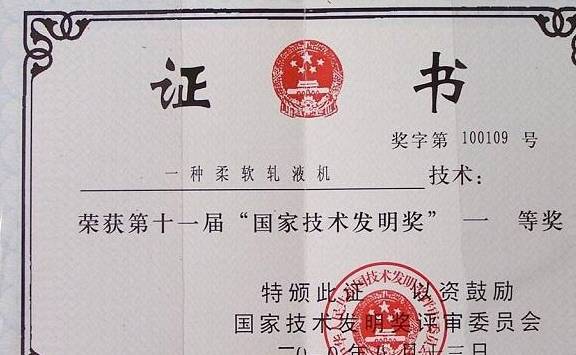 证 书
奖字第 100109 号
一种柔软轧液机 技术：
荣获第十一届“国家技术发明奖” 一 等奖
特颁此证 以资鼓励
国家技术发明奖评审委员会